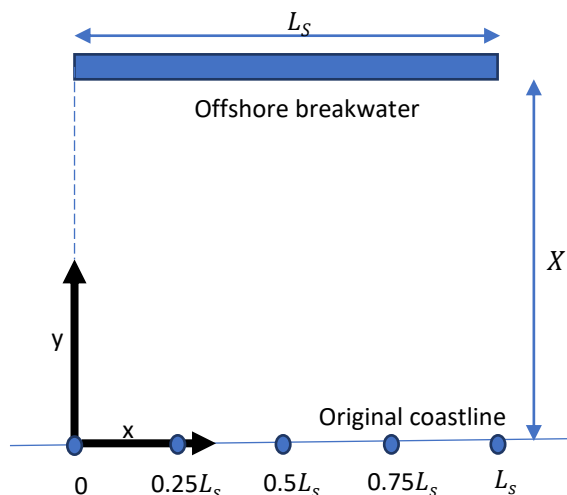 L_S
Offshore breakwater
X
y
x
Original coastline
0 0.25L_s 0.5L_s 0.75L_s L_s